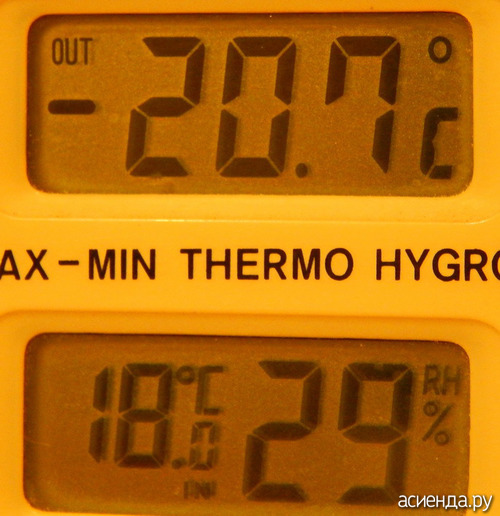 OUT
-20.7°C
AX-MIN THERMO HYGRO
18.0°C 29 RH %
IN
асиенда.ру